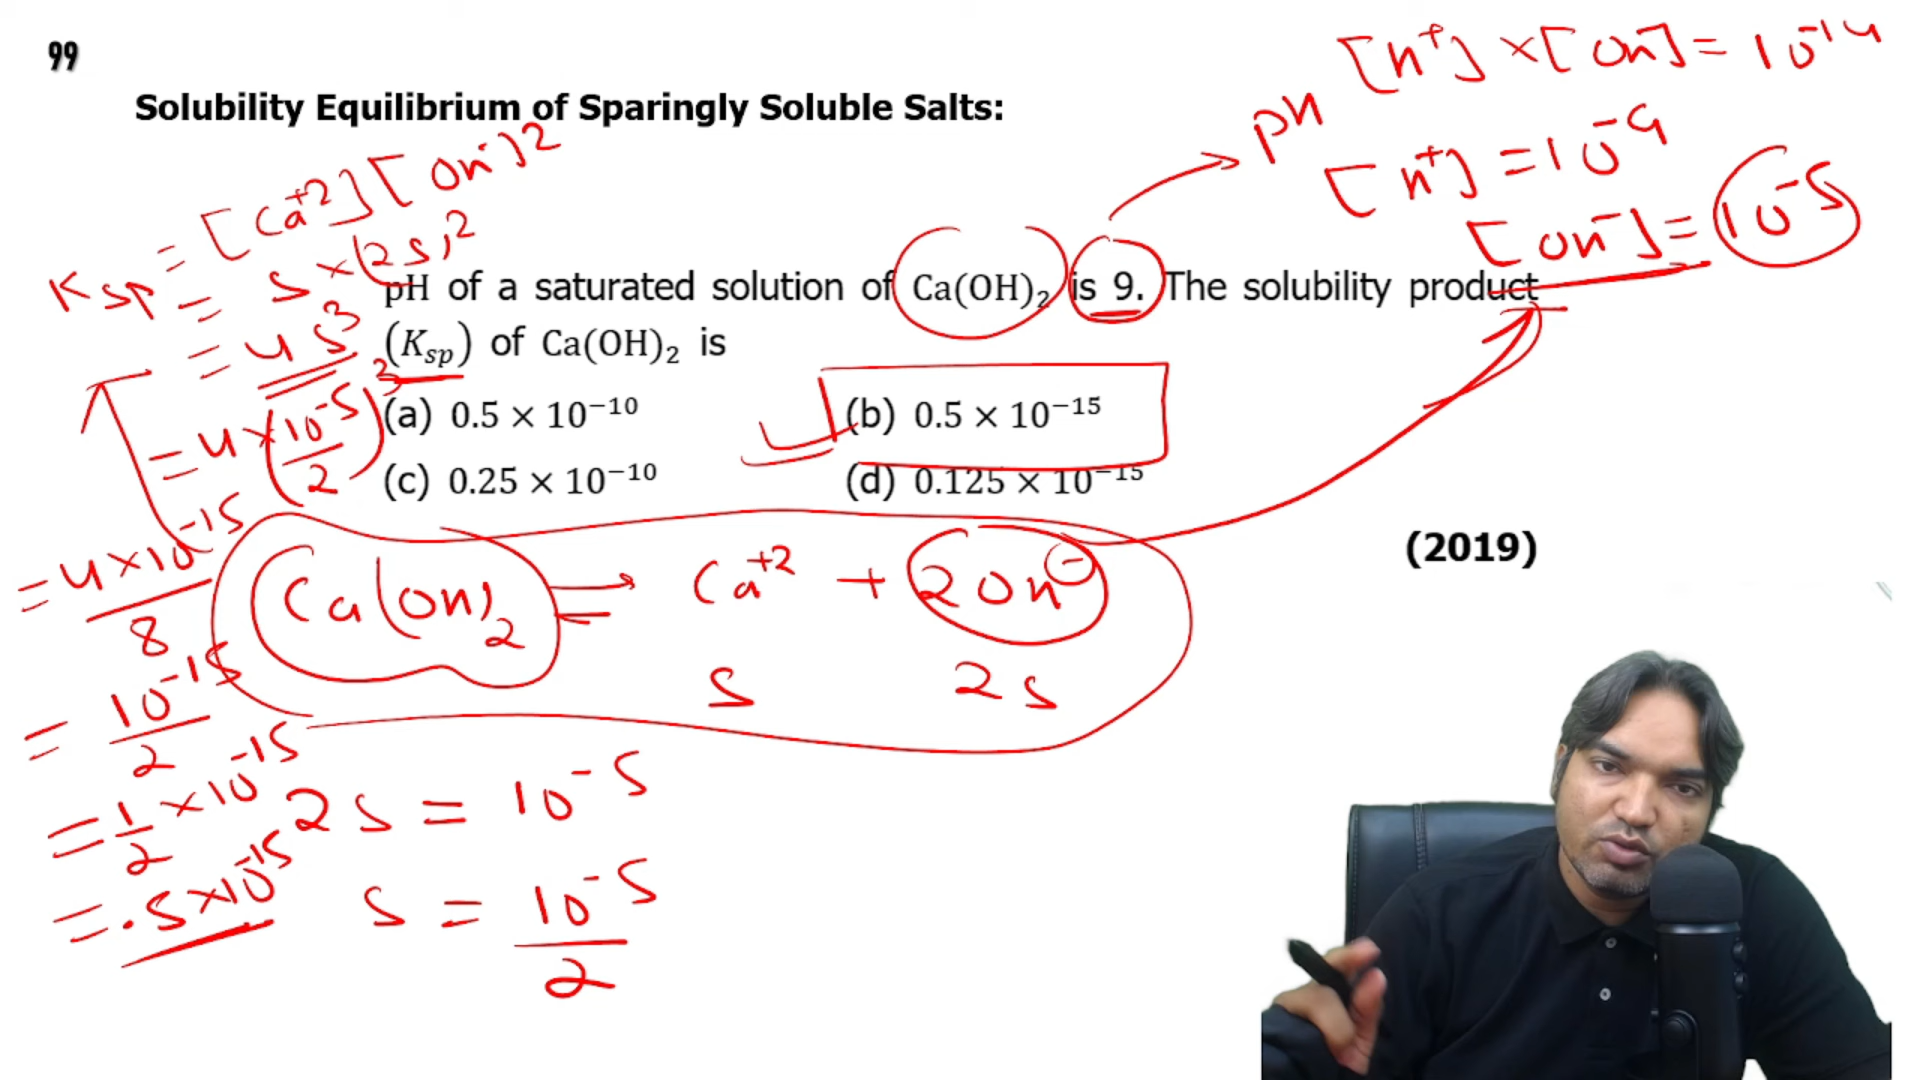 99
Solubility Equilibrium of Sparingly Soluble Salts:
pH of a saturated solution of Ca(OH)₂ is 9. The solubility product
(Kₛₚ) of Ca(OH)₂ is
(a) 0.5 × 10⁻¹⁰ (b) 0.5 × 10⁻¹⁵
(c) 0.25 × 10⁻¹⁰ (d) 0.125 × 10⁻¹⁵
(2019)
pH
[H⁺] × [OH⁻] = 10⁻¹⁴
[H⁺] = 10⁻⁹
[OH⁻] = 10⁻⁵
Ksp = [Ca⁺²][OH⁻]²
= s × (2s)²
= 4s³
= 4 × (10⁻⁵/2)³
= 4×10⁻¹⁵/8
= 10⁻¹⁵/2
= 1/2 × 10⁻¹⁵
= .5×10⁻¹⁵
Ca(OH)₂ ⇌ Ca⁺² + 2OH⁻
s 2s
2s = 10⁻⁵
s = 10⁻⁵/2